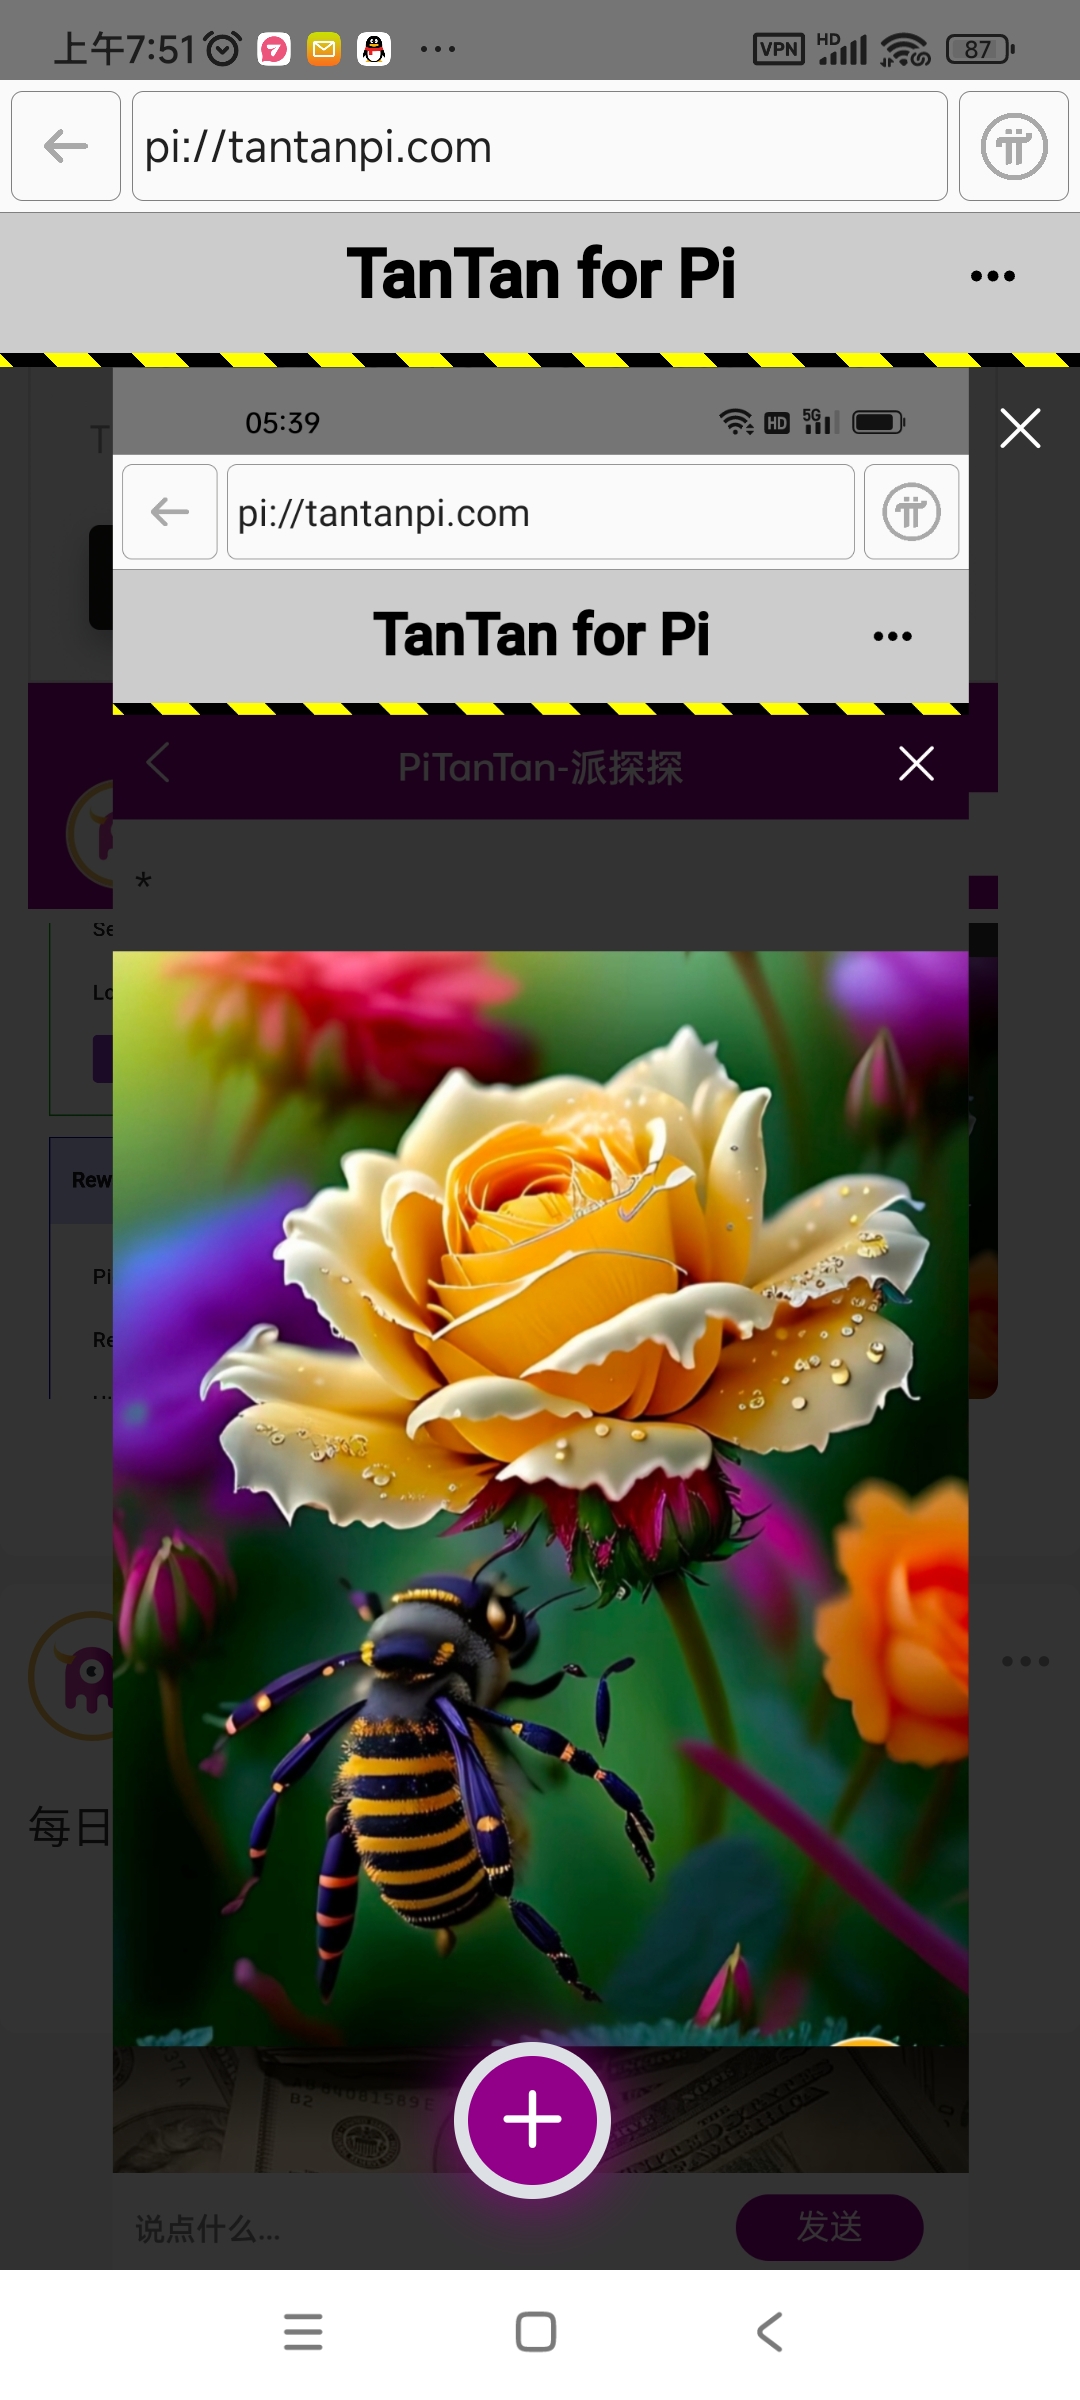 上午7:51
VPN
HD
87
pi://tantanpi.com
TanTan for Pi
T
05:39
HD
5G
pi://tantanpi.com
TanTan for Pi
PiTanTan-派探探
*
Se
Lo
Rew
Pi
Re
每日
B2
说点什么...
发送